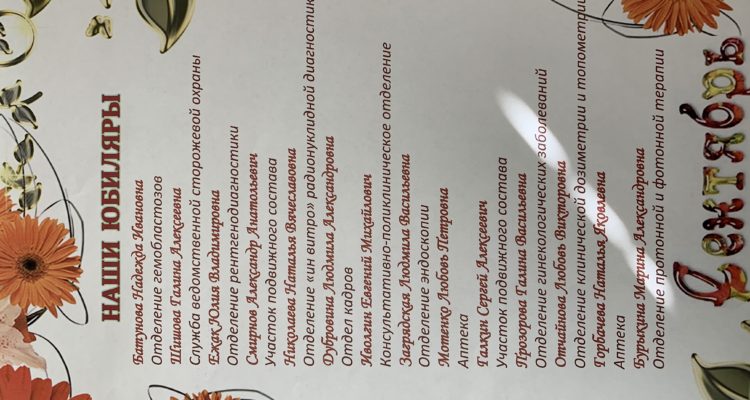 НАШИ ЮБИЛЯРЫ
Батунова Надежда Ивановна
Отделение гемобластозов
Шишова Галина Алексеевна
Служба ведомственной сторожевой охраны
Ежак Юлия Владимировна
Отделение рентгенодиагностики
Смирнов Александр Анатольевич
Участок подвижного состава
Николаева Наталья Вячеславовна
Отделение «ин витро» радионуклидной диагностик
Дубровина Людмила Александровна
Отдел кадров
Иволгин Евгений Михайлович
Консультативно-поликлиническое отделение
Загрядская Людмила Васильевна
Отделение эндоскопии
Мотенко Любовь Петровна
Аптека
Галкин Сергей Алексеевич
Участок подвижного состава
Прозорова Галина Васильевна
Отделение гинекологических заболеваний
Отчайнова Любовь Викторовна
Отделение клинической дозиметрии и топометрии
Горбачева Наталья Яковлевна
Аптека
Бурыкина Марина Александровна
Отделение протонной и фотонной терапии
Сентябрь